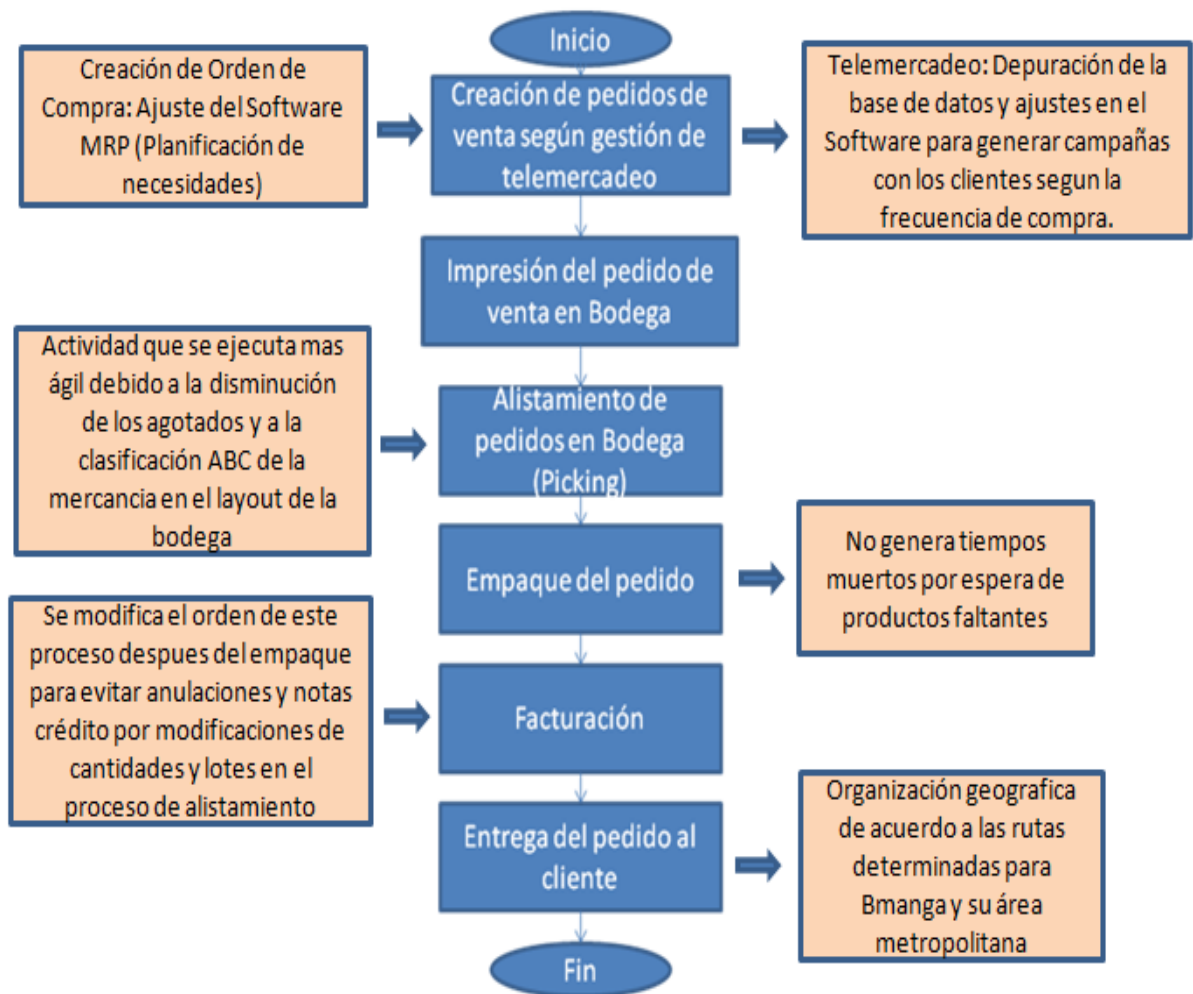 Inicio
Creación de Orden de
Compra: Ajuste del Software
MRP (Planificación de
necesidades)
Creación de pedidos de
venta según gestión de
telemercadeo
Telemercadeo: Depuración de la
base de datos y ajustes en el
Software para generar campañas
con los clientes segun la
frecuencia de compra.
Impresión del pedido de
venta en Bodega
Actividad que se ejecuta mas
ágil debido a la disminución
de los agotados y a la
clasificación ABC de la
mercancia en el layout de la
bodega
Alistamiento de
pedidos en Bodega
(Picking)
Empaque del pedido
No genera tiempos
muertos por espera de
productos faltantes
Se modifica el orden de este
proceso despues del empaque
para evitar anulaciones y notas
crédito por modificaciones de
cantidades y lotes en el
proceso de alistamiento
Facturación
Entrega del pedido al
cliente
Organización geografica
de acuerdo a las rutas
determinadas para
Bmanga y su área
metropolitana
Fin